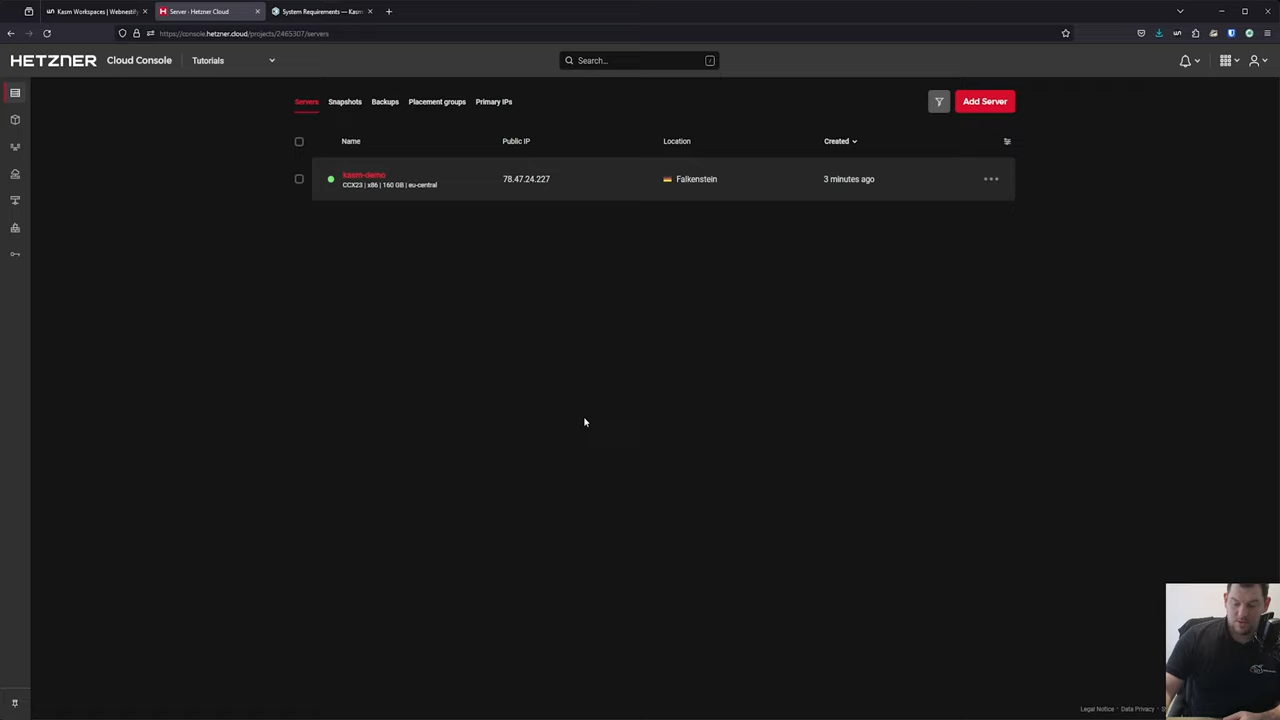 Kasm Workspaces | Webnestify
Server · Hetzner Cloud
System Requirements — Kasm
https://console.hetzner.cloud/projects/2465307/servers
HETZNER
Cloud Console
Tutorials
Search...
/
Servers
Snapshots
Backups
Placement groups
Primary IPs
Add Server
Name
Public IP
Location
Created
kasm-demo
CCX23 | x86 | 160 GB | eu-central
78.47.24.227
Falkenstein
3 minutes ago
Legal Notice · Data Privacy ·